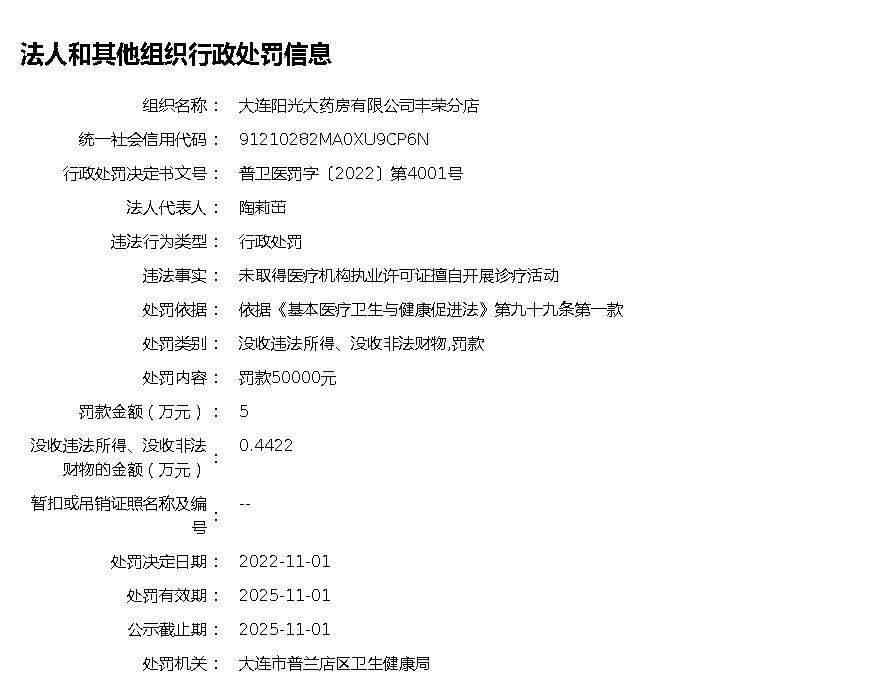 法人和其他组织行政处罚信息
组织名称： 大连阳光大药房有限公司丰荣分店
统一社会信用代码： 91210282MA0XU9CP6N
行政处罚决定书文号： 普卫医罚字〔2022〕第4001号
法人代表人： 陶莉茁
违法行为类型： 行政处罚
违法事实： 未取得医疗机构执业许可证擅自开展诊疗活动
处罚依据： 依据《基本医疗卫生与健康促进法》第九十九条第一款
处罚类别： 没收违法所得、没收非法财物,罚款
处罚内容： 罚款50000元
罚款金额（万元）： 5
没收违法所得、没收非法
财物的金额（万元）： 0.4422
暂扣或吊销证照名称及编
号： --
处罚决定日期： 2022-11-01
处罚有效期： 2025-11-01
公示截止期： 2025-11-01
处罚机关： 大连市普兰店区卫生健康局